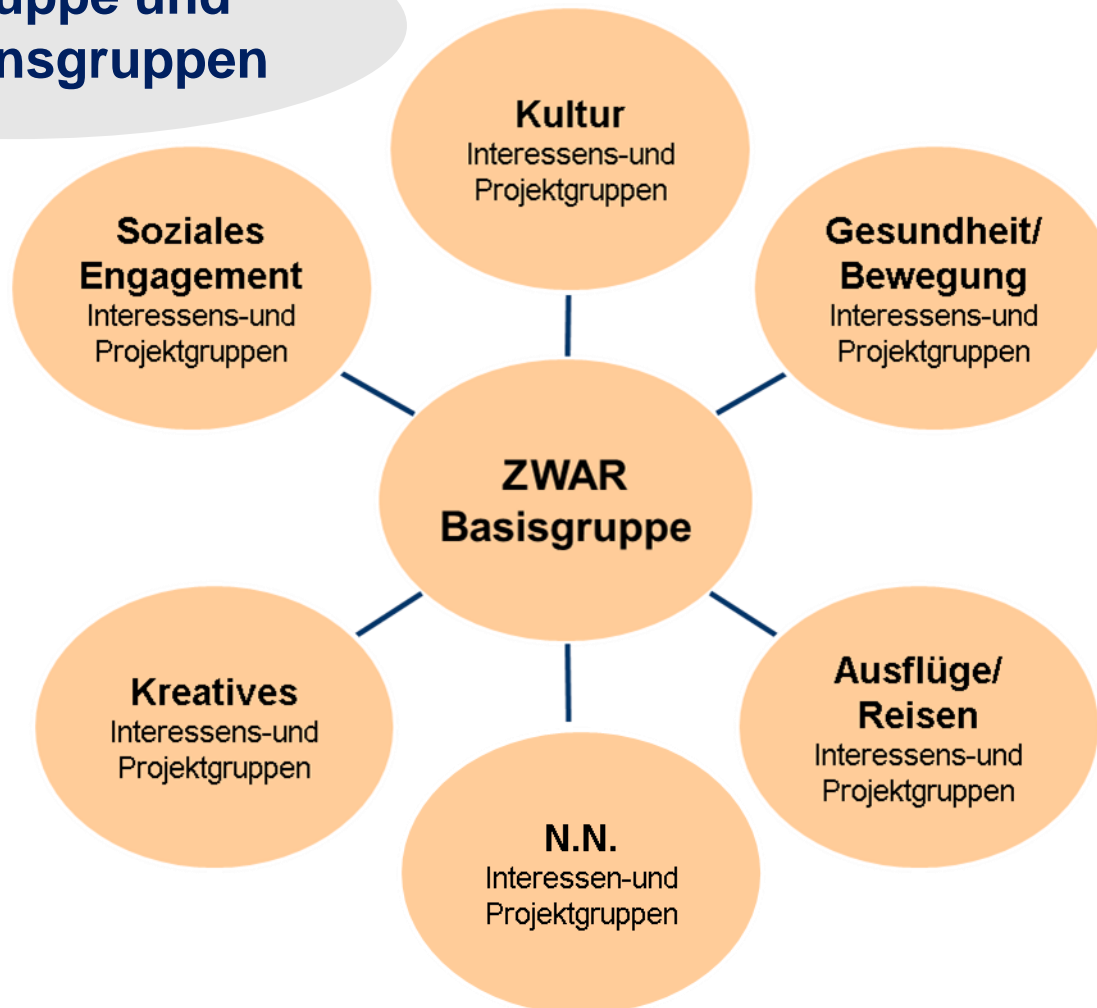 und
nsgruppen
Kultur
Interessens-und
Projektgruppen
Soziales
Engagement
Interessens-und
Projektgruppen
Gesundheit/
Bewegung
Interessens-und
Projektgruppen
ZWAR
Basisgruppe
Kreatives
Interessens-und
Projektgruppen
Ausflüge/
Reisen
Interessens-und
Projektgruppen
N.N.
Interessen-und
Projektgruppen